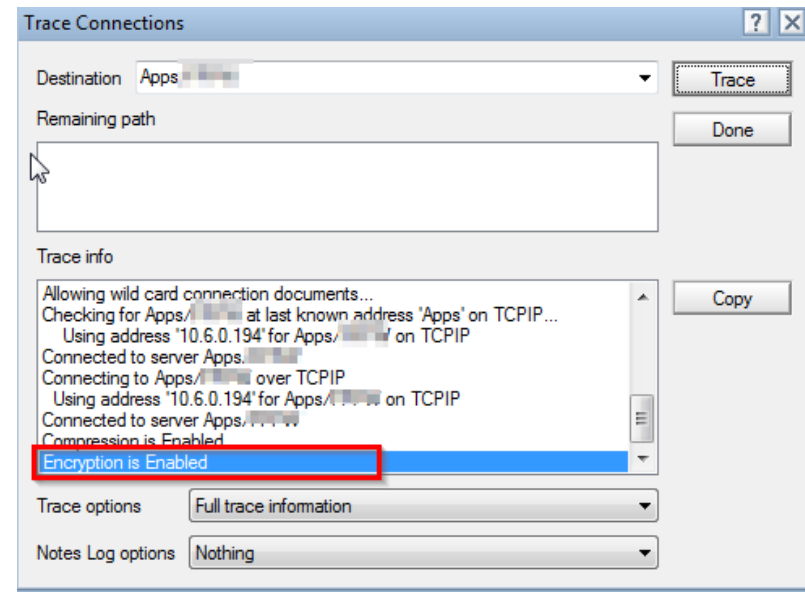 Trace Connections
Destination Apps
Trace
Remaining path
Done
Trace info
Allowing wild card connection documents...
Checking for Apps/ at last known address 'Apps' on TCPIP...
Using address '10.6.0.194' for Apps/ on TCPIP
Connected to server Apps
Connecting to Apps/ over TCPIP
Using address '10.6.0.194' for Apps/ on TCPIP
Connected to server Apps
Compression is Enabled
Encryption is Enabled
Copy
Trace options Full trace information
Notes Log options Nothing